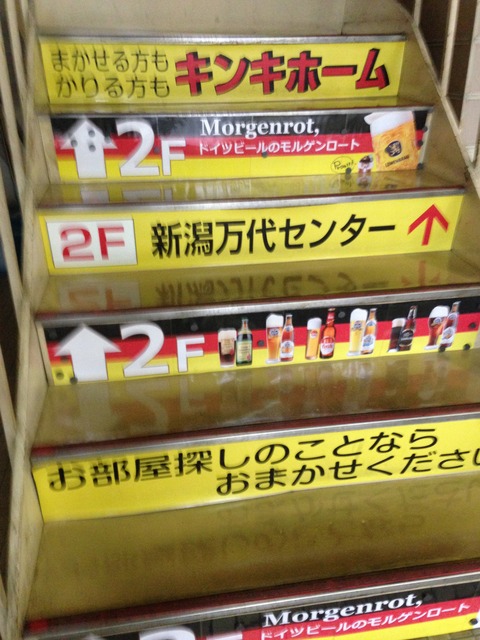 まかせる方も
かりる方も
キンキホーム
2F
Morgenrot,
ドイツビールのモルゲンロート
2F
新潟万代センター
2F
お部屋探しのことなら
おまかせください
Morgenrot,
ドイツビールのモルゲンロート